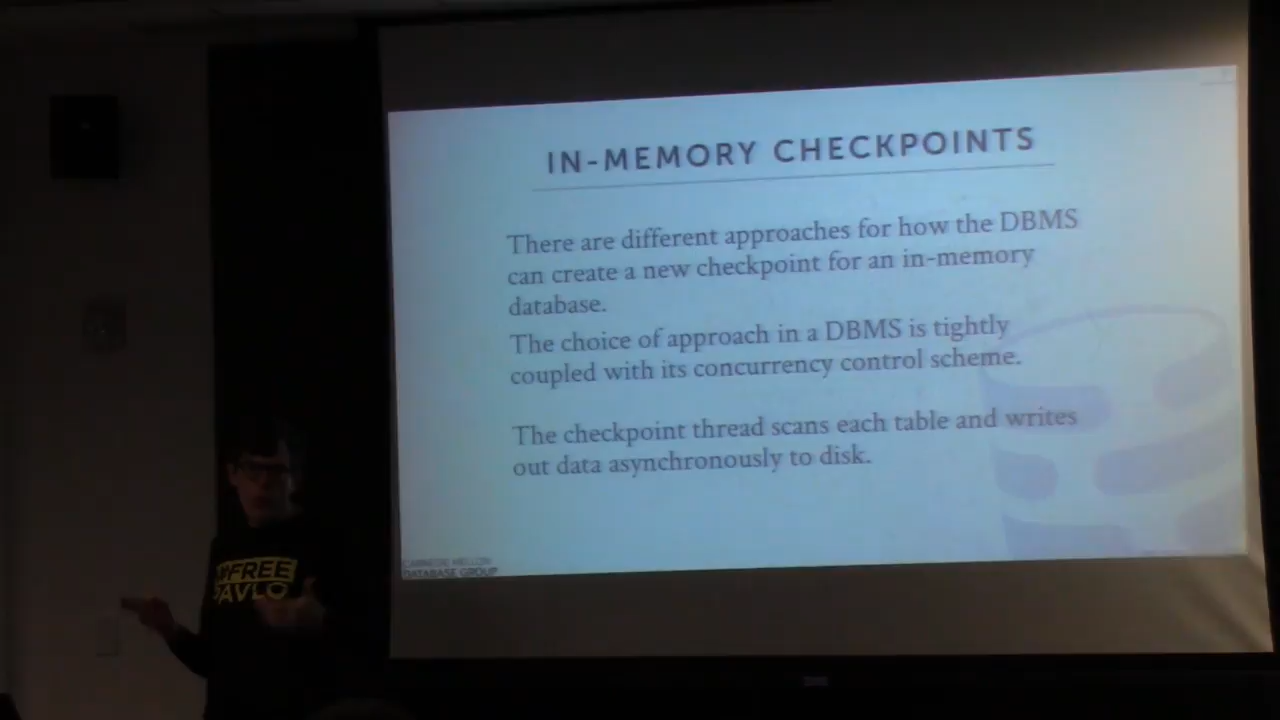 IN-MEMORY CHECKPOINTS
There are different approaches for how the DBMS
can create a new checkpoint for an in-memory
database.
The choice of approach in a DBMS is tightly
coupled with its concurrency control scheme.
The checkpoint thread scans each table and writes
out data asynchronously to disk.
CARNEGIE MELLON
DATABASE GROUP
#FREE
PAVLO